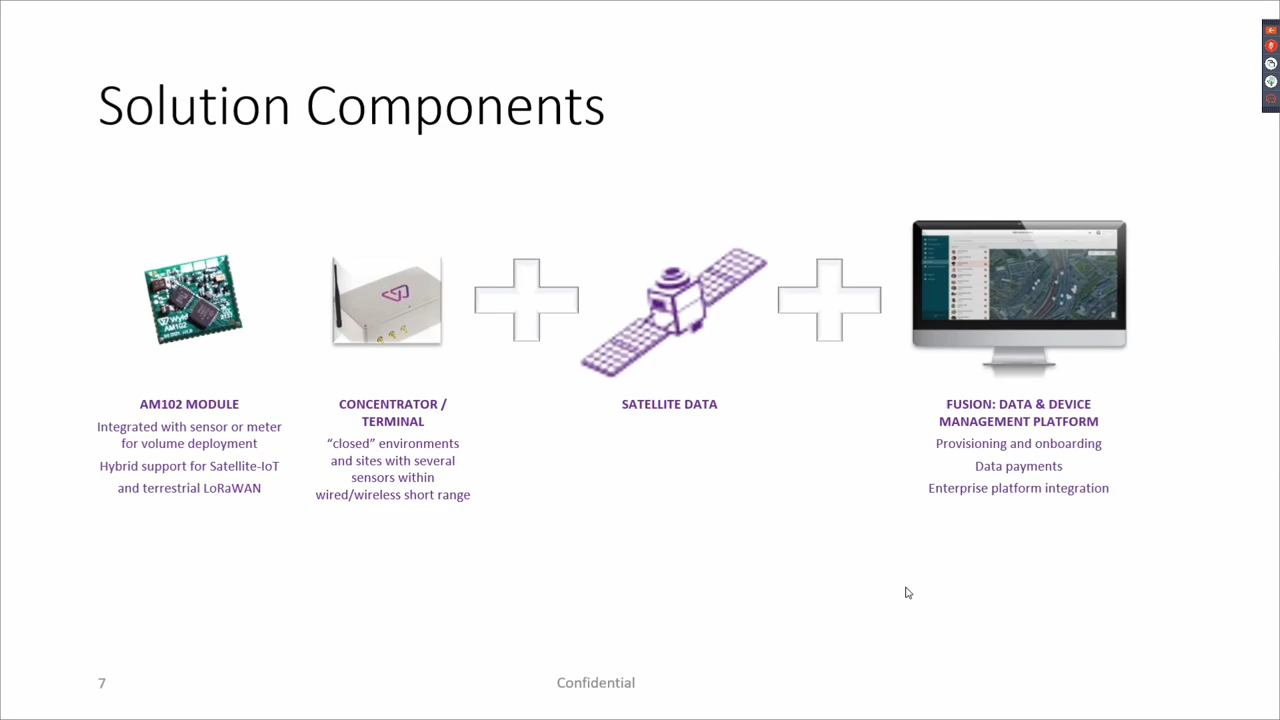 Solution Components
Wyld
AM102
AM102 MODULE
Integrated with sensor or meter
for volume deployment
Hybrid support for Satellite-IoT
and terrestrial LoRaWAN
CONCENTRATOR /
TERMINAL
“closed” environments
and sites with several
sensors within
wired/wireless short range
SATELLITE DATA
FUSION: DATA & DEVICE
MANAGEMENT PLATFORM
Provisioning and onboarding
Data payments
Enterprise platform integration
7
Confidential